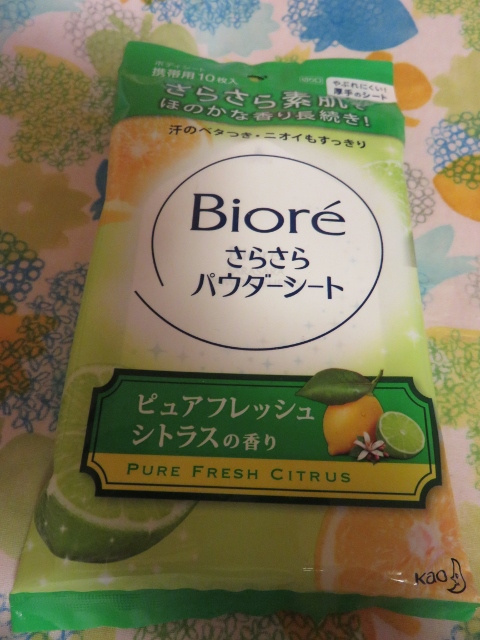 ボディシート
携帯用10枚入
やぶれにくい!
厚手のシート
さらさら素肌で
ほのかな香り長続き!
汗のベタつき・ニオイもすっきり
Bioré
さらさら
パウダーシート
ピュアフレッシュ
シトラスの香り
PURE FRESH CITRUS
Kao